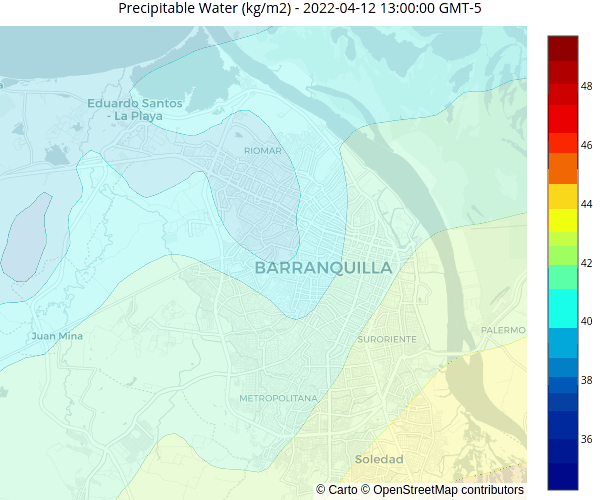 Precipitable Water (kg/m2) - 2022-04-12 13:00:00 GMT-5
Eduardo Santos
- La Playa
RIOMAR
BARRANQUILLA
Juan Mina
SURORIENTE
PALERMO
METROPOLITANA
Soledad
© Carto © OpenStreetMap contributors
48
46
44
42
40
38
36